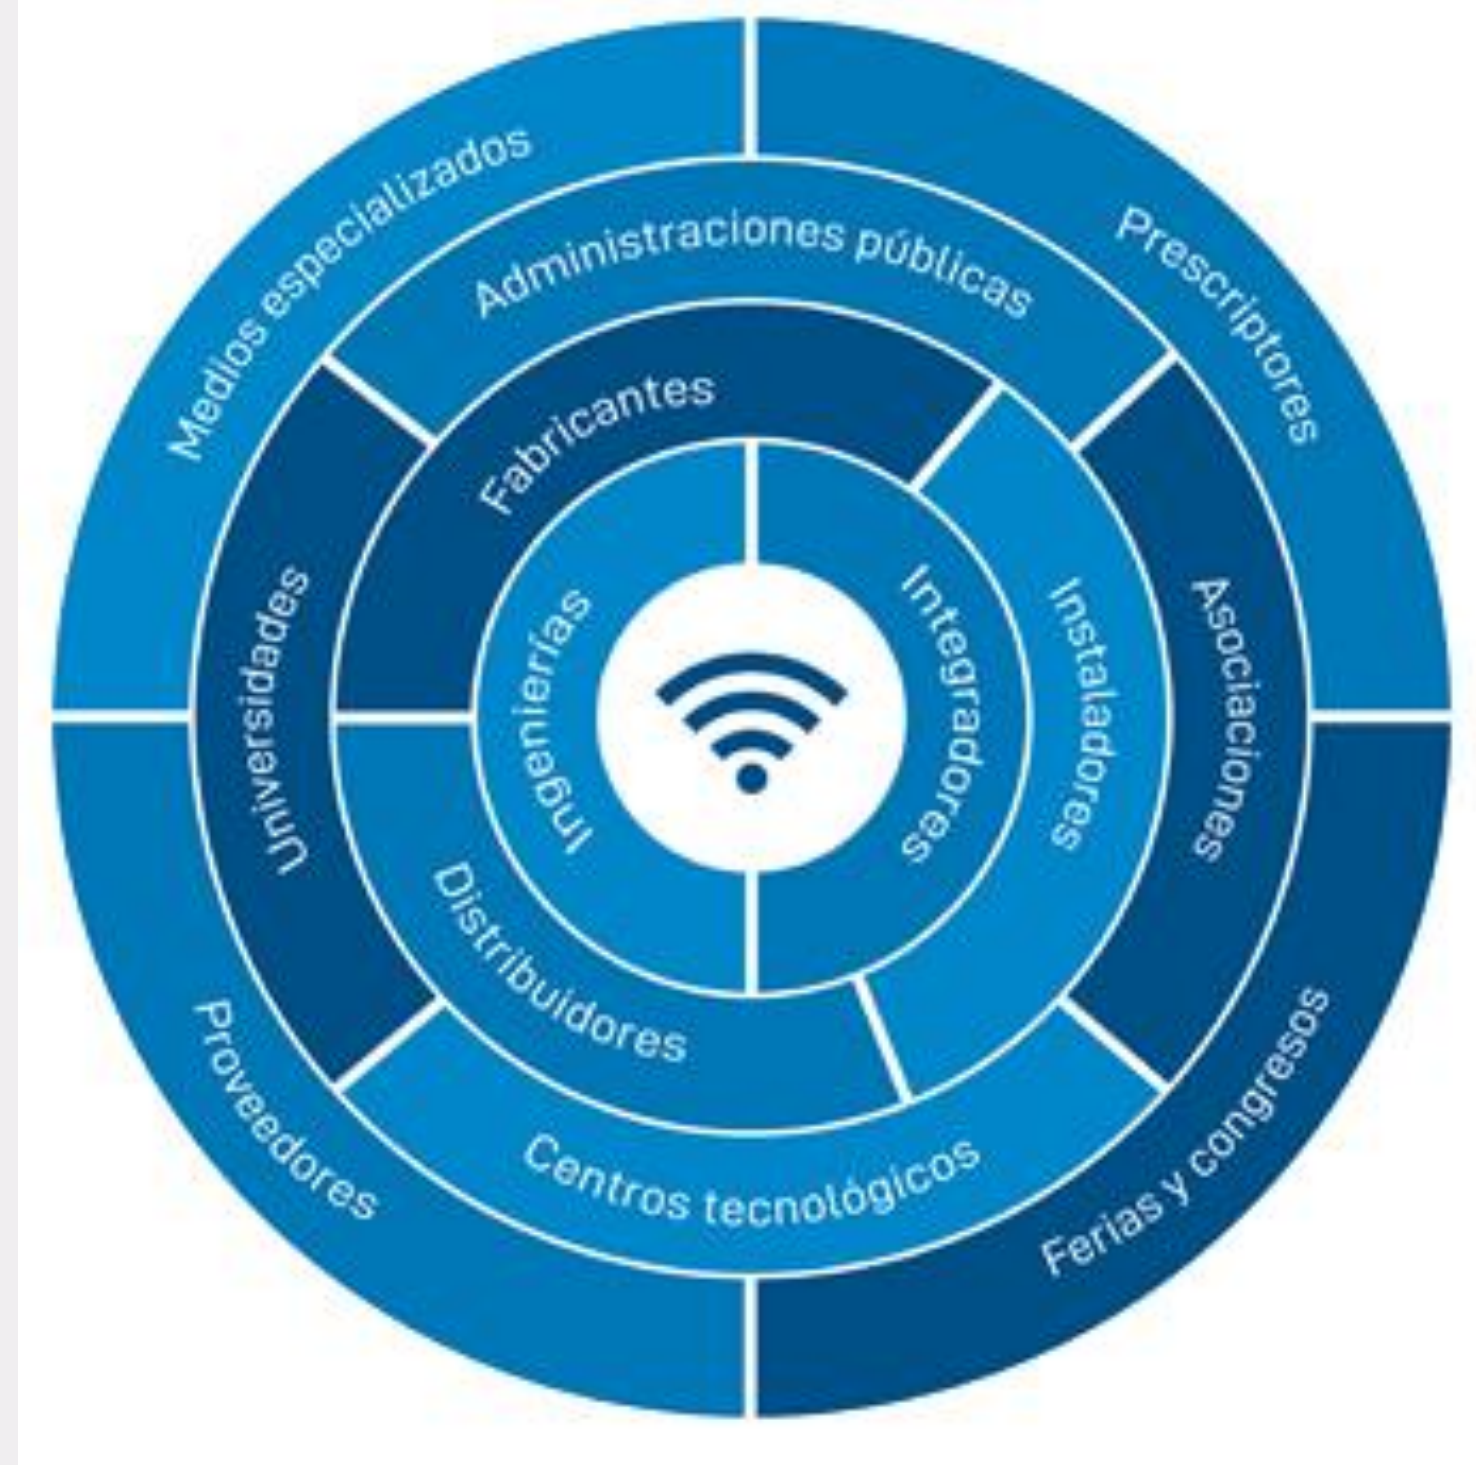 Medios especializados
Prescriptores
Administraciones públicas
Fabricantes
Universidades
Ingenierías
Integradores
Instaladores
Asociaciones
Distribuidores
Proveedores
Centros tecnológicos
Ferias y congresos